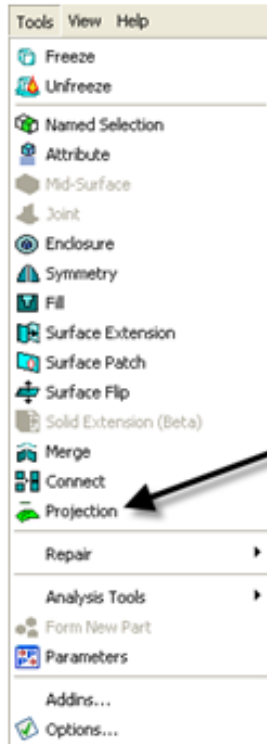 Tools View Help
Freeze
Unfreeze
Named Selection
Attribute
Mid-Surface
Joint
Enclosure
Symmetry
Fill
Surface Extension
Surface Patch
Surface Flip
Solid Extension (Beta)
Merge
Connect
Projection
Repair
Analysis Tools
Form New Part
Parameters
Addins...
Options...